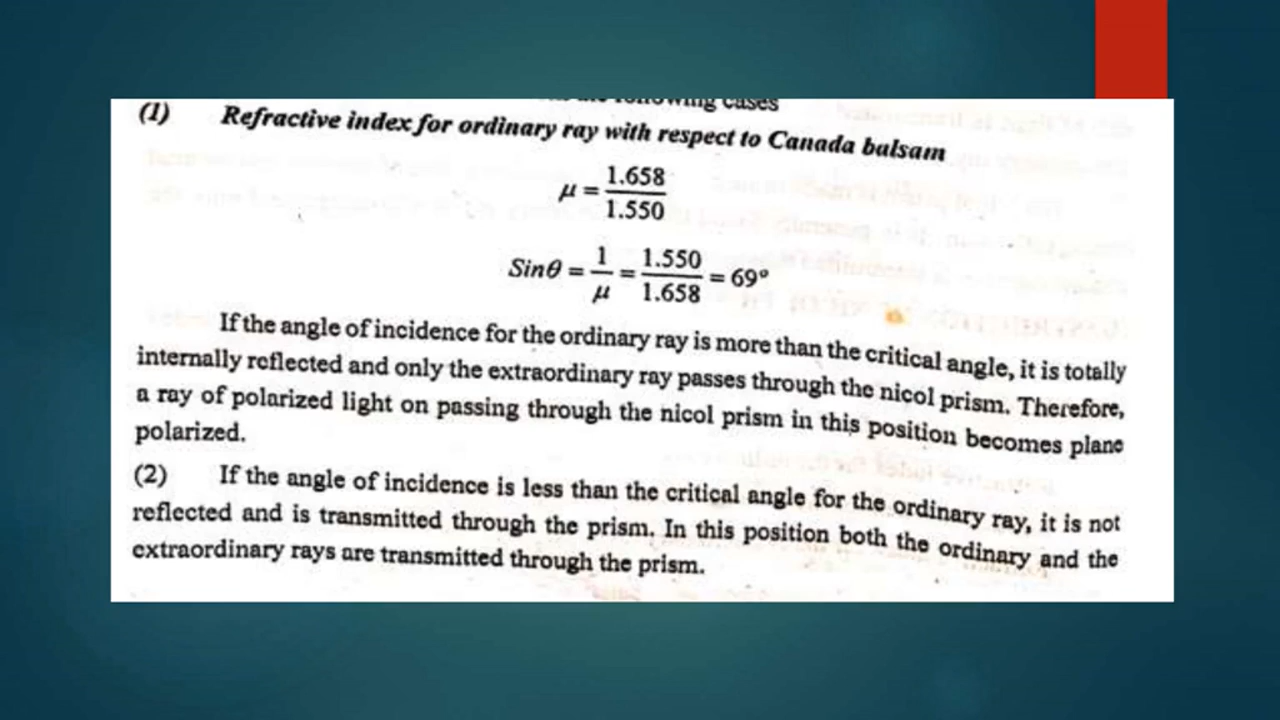 following cases
(1) Refractive index for ordinary ray with respect to Canada balsam
μ = 1.658 / 1.550
Sinθ = 1/μ = 1.550/1.658 = 69°
If the angle of incidence for the ordinary ray is more than the critical angle, it is totally
internally reflected and only the extraordinary ray passes through the nicol prism. Therefore,
a ray of polarized light on passing through the nicol prism in this position becomes plane
polarized.
(2) If the angle of incidence is less than the critical angle for the ordinary ray, it is not
reflected and is transmitted through the prism. In this position both the ordinary and the
extraordinary rays are transmitted through the prism.